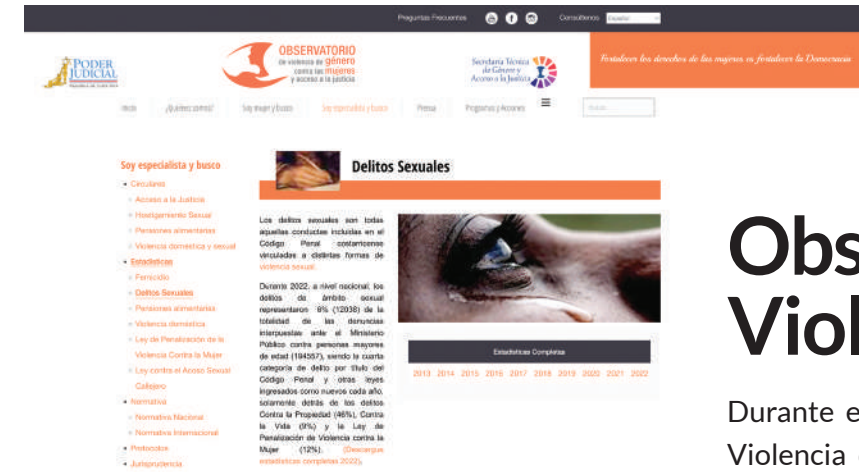 Preguntas Frecuentes
Consúltenos
Español
PODER
JUDICIAL
OBSERVATORIO
de violencia de género
contra las mujeres
y acceso a la justicia
Secretaría Técnica
de Género y
Acceso a la Justicia
Fortalecer los derechos de las mujeres es fortalecer la Democracia
Inicio
¿Quiénes somos?
Soy mujer y busco
Soy especialista y busco
Prensa
Programas y Acciones
Soy especialista y busco
Circulares
Acceso a la Justicia
Hostigamiento Sexual
Pensiones alimentarias
Violencia doméstica y sexual
Estadísticas
Femicidio
Delitos Sexuales
Pensiones alimentarias
Violencia doméstica
Ley de Penalización de la
Violencia Contra la Mujer
Ley contra el Acoso Sexual
Callejero
Normativa
Normativa Nacional
Normativa Internacional
Protocolos
Jurisprudencia
Delitos Sexuales
Los delitos sexuales son todas
aquellas conductas incluidas en el
Código Penal costarricense
vinculadas a distintas formas de
violencia sexual.
Durante 2022, a nivel nacional, los
delitos de ámbito sexual
representaron 6% (12038) de la
totalidad de las denuncias
interpuestas ante el Ministerio
Público contra personas mayores
de edad (194557), siendo la cuarta
categoría de delito por título del
Código Penal y otras leyes
ingresados como nuevos cada año,
solamente detrás de los delitos
Contra la Propiedad (46%), Contra
la Vida (9%) y la Ley de
Penalización de Violencia contra la
Mujer (12%). (Descargue
estadísticas completas 2022).
Estadísticas Completas
2013 2014 2015 2016 2017 2018 2019 2020 2021 2022
Obs
Viol
Durante e
Violencia